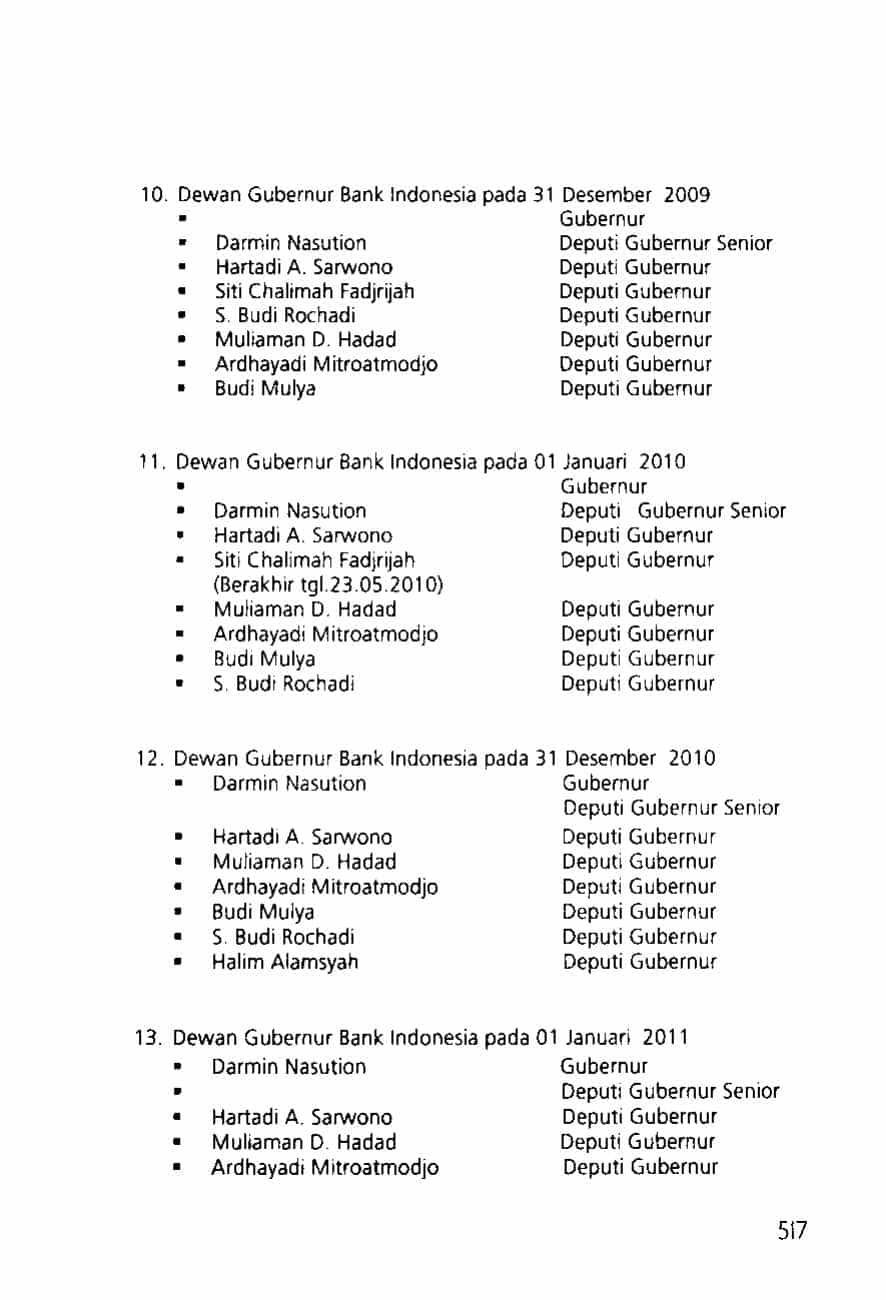 10. Dewan Gubernur Bank Indonesia pada 31 Desember 2009
▪ Gubernur
▪ Darmin Nasution Deputi Gubernur Senior
▪ Hartadi A. Sarwono Deputi Gubernur
▪ Siti Chalimah Fadjrijah Deputi Gubernur
▪ S. Budi Rochadi Deputi Gubernur
▪ Muliaman D. Hadad Deputi Gubernur
▪ Ardhayadi Mitroatmodjo Deputi Gubernur
▪ Budi Mulya Deputi Gubernur
11. Dewan Gubernur Bank Indonesia pada 01 Januari 2010
▪ Gubernur
▪ Darmin Nasution Deputi Gubernur Senior
▪ Hartadi A. Sarwono Deputi Gubernur
▪ Siti Chalimah Fadjrijah Deputi Gubernur
(Berakhir tgl.23.05.2010)
▪ Muliaman D. Hadad Deputi Gubernur
▪ Ardhayadi Mitroatmodjo Deputi Gubernur
▪ Budi Mulya Deputi Gubernur
▪ S. Budi Rochadi Deputi Gubernur
12. Dewan Gubernur Bank Indonesia pada 31 Desember 2010
▪ Darmin Nasution Gubernur
Deputi Gubernur Senior
▪ Hartadi A. Sarwono Deputi Gubernur
▪ Muliaman D. Hadad Deputi Gubernur
▪ Ardhayadi Mitroatmodjo Deputi Gubernur
▪ Budi Mulya Deputi Gubernur
▪ S. Budi Rochadi Deputi Gubernur
▪ Halim Alamsyah Deputi Gubernur
13. Dewan Gubernur Bank Indonesia pada 01 Januari 2011
▪ Darmin Nasution Gubernur
▪ Deputi Gubernur Senior
▪ Hartadi A. Sarwono Deputi Gubernur
▪ Muliaman D. Hadad Deputi Gubernur
▪ Ardhayadi Mitroatmodjo Deputi Gubernur
517